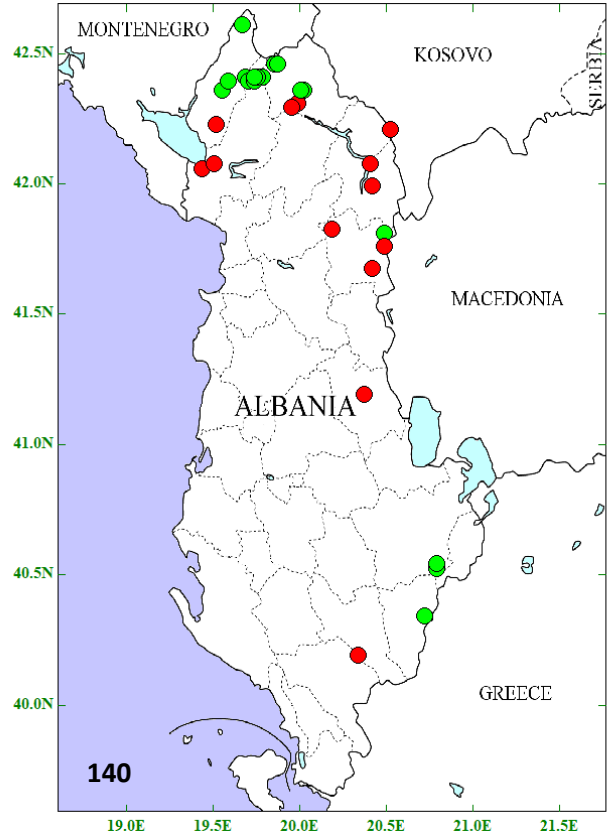 MONTENEGRO
42.5N
KOSOVO
SERBIA
42.0N
41.5N
MACEDONIA
ALBANIA
41.0N
40.5N
40.0N
GREECE
140
19.0E 19.5E 20.0E 20.5E 21.0E 21.5E